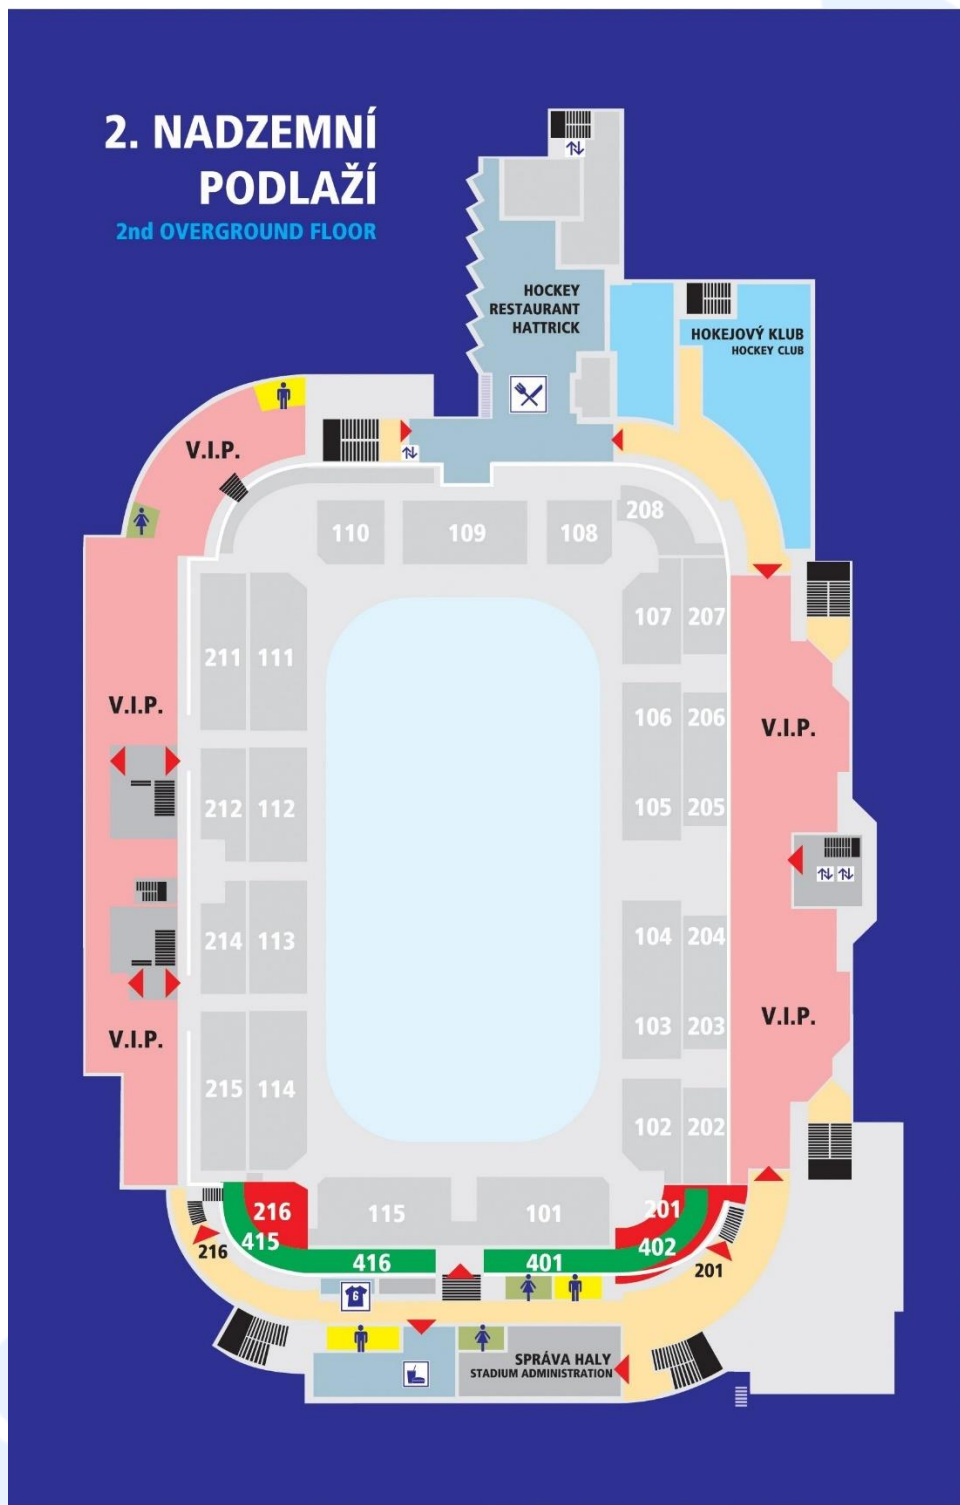 2. NADZEMNÍ
PODLAŽÍ
2nd OVERGROUND FLOOR
HOCKEY
RESTAURANT
HATTRICK
HOKEJOVÝ KLUB
HOCKEY CLUB
V.I.P.
208
110
109
108
107
207
211
111
V.I.P.
106
206
V.I.P.
212
112
105
205
214
113
104
204
V.I.P.
103
203
V.I.P.
215
114
102
202
216
115
101
201
415
402
216
416
401
201
6
SPRÁVA HALY
STADIUM ADMINISTRATION